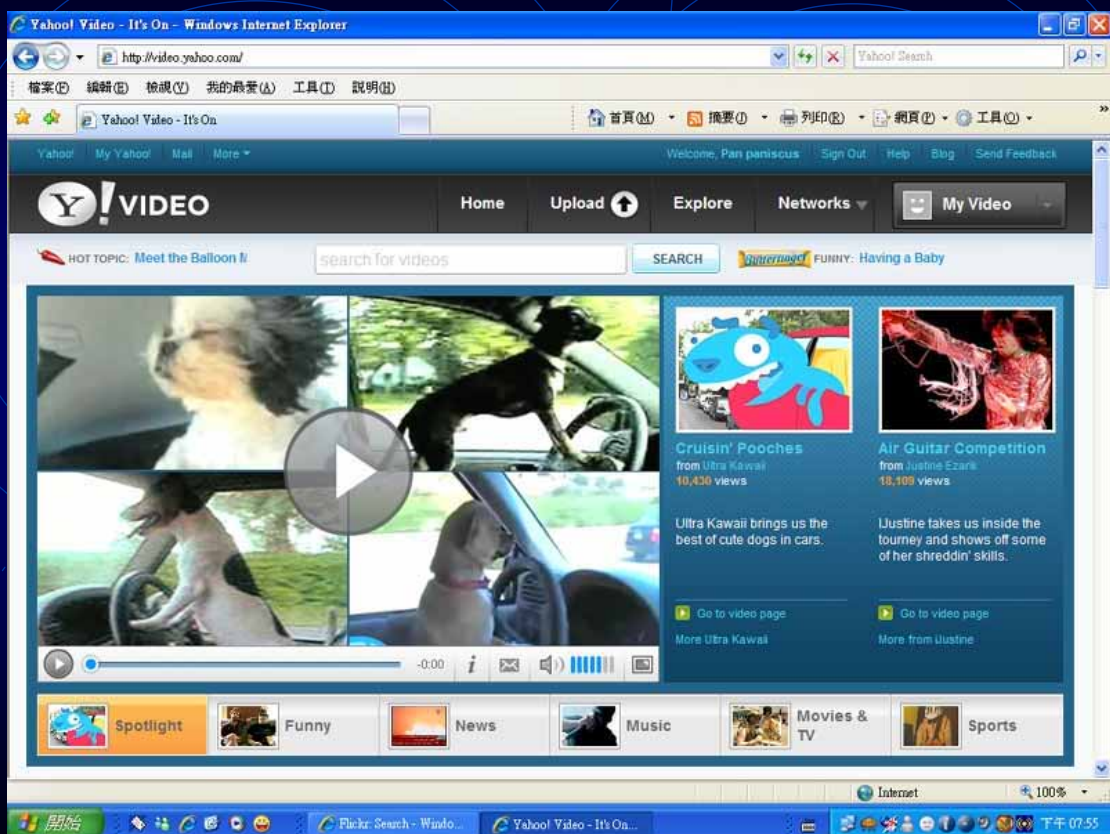 Yahoo! Video - It's On - Windows Internet Explorer
http://video.yahoo.com/
Yahoo! Search
檔案(F) 編輯(E) 檢視(V) 我的最愛(A) 工具(T) 說明(H)
Yahoo! Video - It's On
首頁(M) 摘要(J) 列印(R) 網頁(P) 工具(O) »
Yahoo! My Yahoo! Mail More
Welcome, Pan paniscus Sign Out Help Blog Send Feedback
Y! VIDEO
Home Upload Explore Networks My Video
HOT TOPIC: Meet the Balloon M
search for videos
SEARCH
Butterfinger FUNNY: Having a Baby
Cruisin' Pooches
from Ultra Kawaii
10,430 views
Ultra Kawaii brings us the
best of cute dogs in cars.
Go to video page
More Ultra Kawaii
Air Guitar Competition
from Justine Ezarik
18,109 views
iJustine takes us inside the
tourney and shows off some
of her shreddin' skills.
Go to video page
More from iJustine
-0:00
Spotlight
Funny
News
Music
Movies &
TV
Sports
Internet 100%
開始
Flickr: Search - Windo...
Yahoo! Video - It's On...
下午 07:55